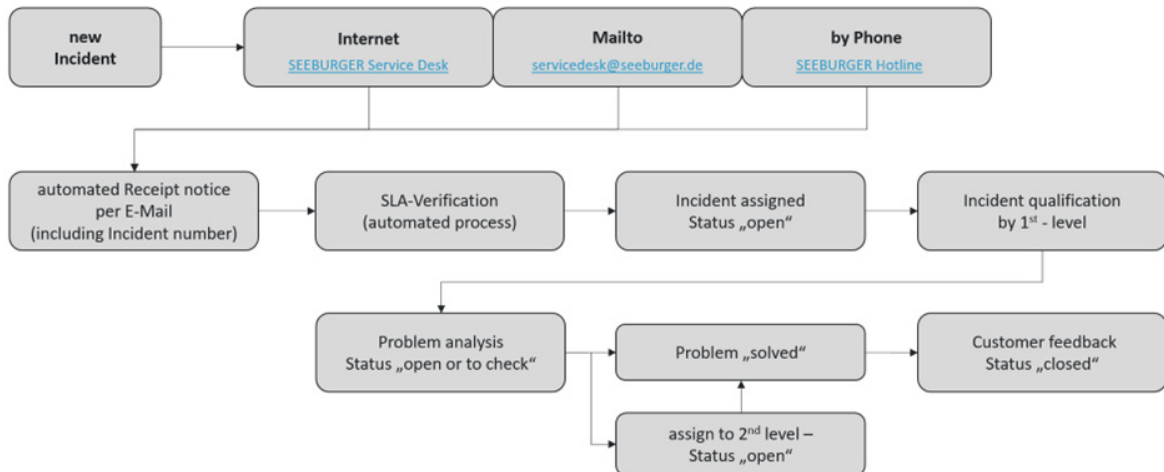 new
Incident
Internet
SEEBURGER Service Desk
Mailto
servicedesk@seeburger.de
by Phone
SEEBURGER Hotline
automated Receipt notice
per E-Mail
(including Incident number)
SLA-Verification
(automated process)
Incident assigned
Status „open“
Incident qualification
by 1st - level
Problem analysis
Status „open or to check“
Problem „solved“
Customer feedback
Status „closed“
assign to 2nd level –
Status „open“